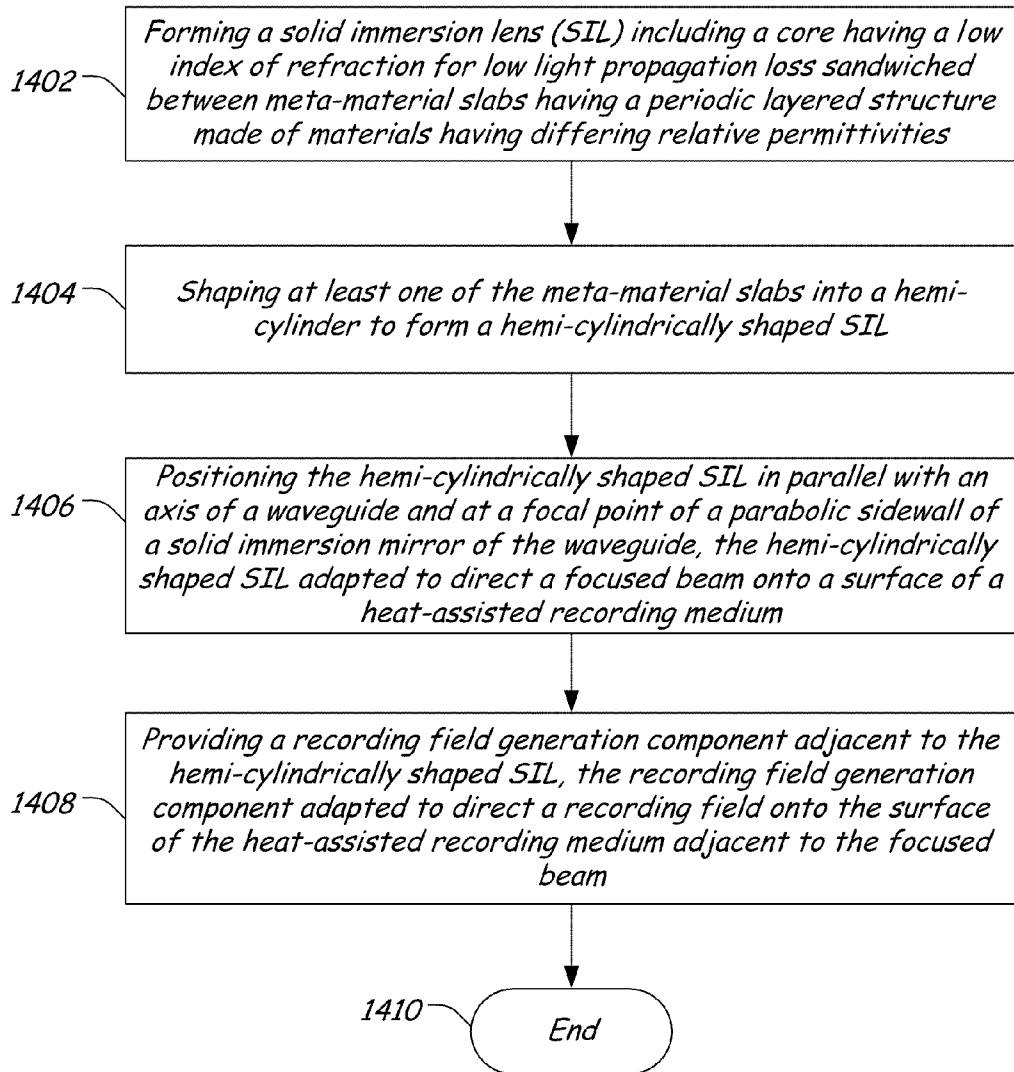 1402
Forming a solid immersion lens (SIL) including a core having a low
index of refraction for low light propagation loss sandwiched
between meta-material slabs having a periodic layered structure
made of materials having differing relative permittivities
1404
Shaping at least one of the meta-material slabs into a hemi-
cylinder to form a hemi-cylindrically shaped SIL
1406
Positioning the hemi-cylindrically shaped SIL in parallel with an
axis of a waveguide and at a focal point of a parabolic sidewall of
a solid immersion mirror of the waveguide, the hemi-cylindrically
shaped SIL adapted to direct a focused beam onto a surface of a
heat-assisted recording medium
1408
Providing a recording field generation component adjacent to the
hemi-cylindrically shaped SIL, the recording field generation
component adapted to direct a recording field onto the surface
of the heat-assisted recording medium adjacent to the focused
beam
1410
End